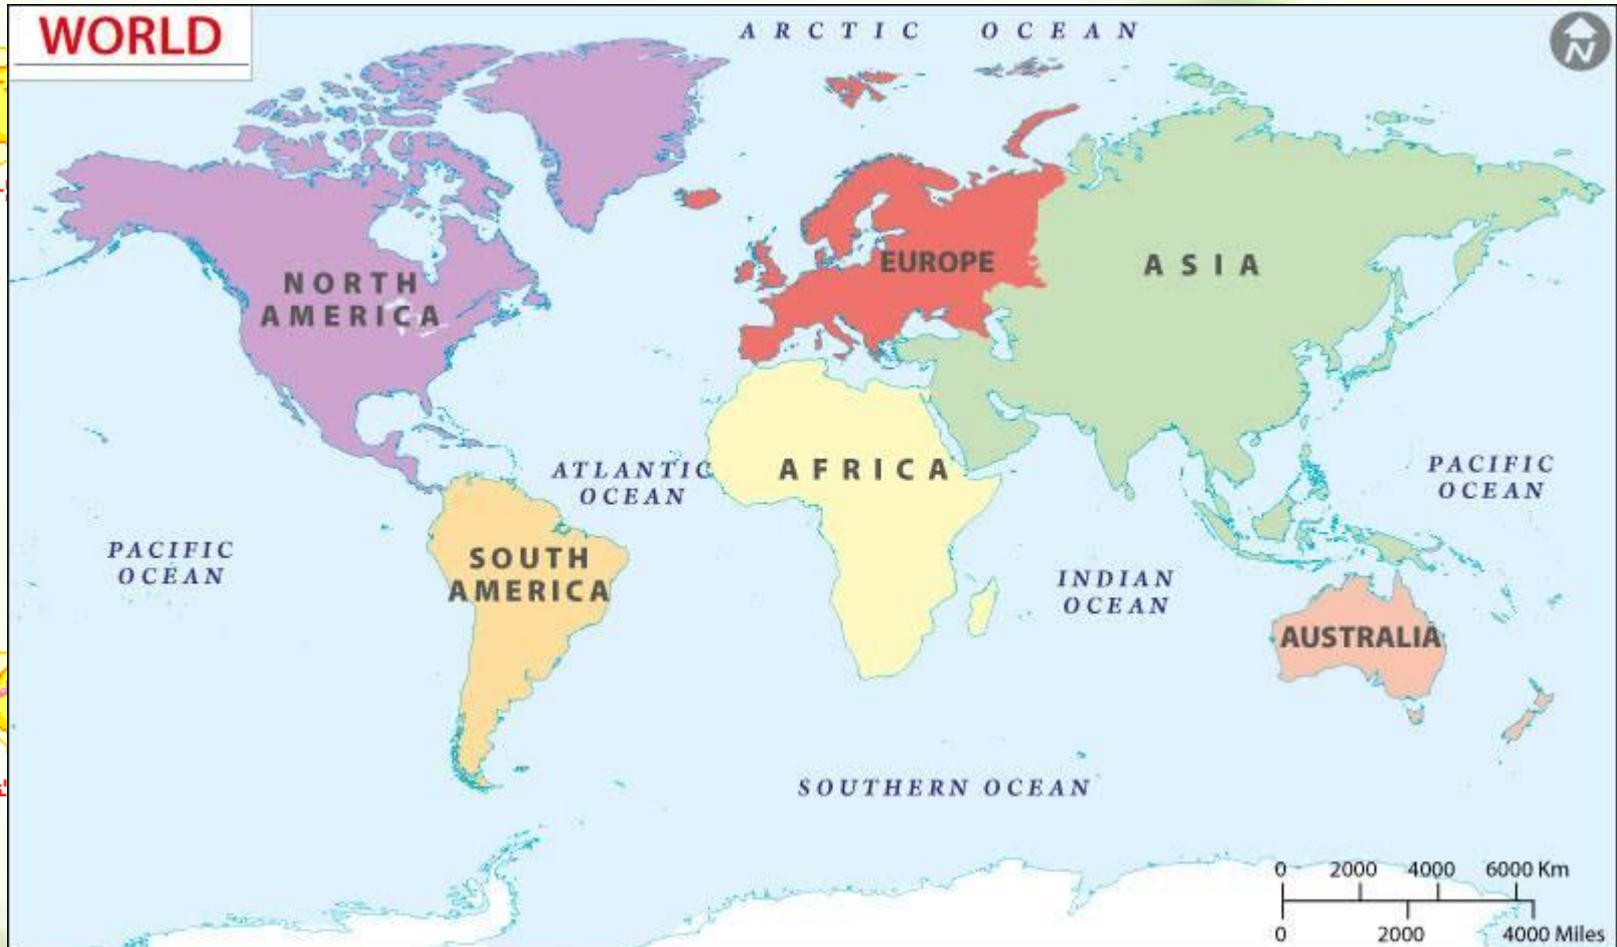 WORLD
ARCTIC OCEAN
N
NORTH
AMERICA
EUROPE
ASIA
ATLANTIC
OCEAN
AFRICA
PACIFIC
OCEAN
PACIFIC
OCEAN
SOUTH
AMERICA
INDIAN
OCEAN
AUSTRALIA
SOUTHERN OCEAN
0 2000 4000 6000 Km
0 2000 4000 Miles